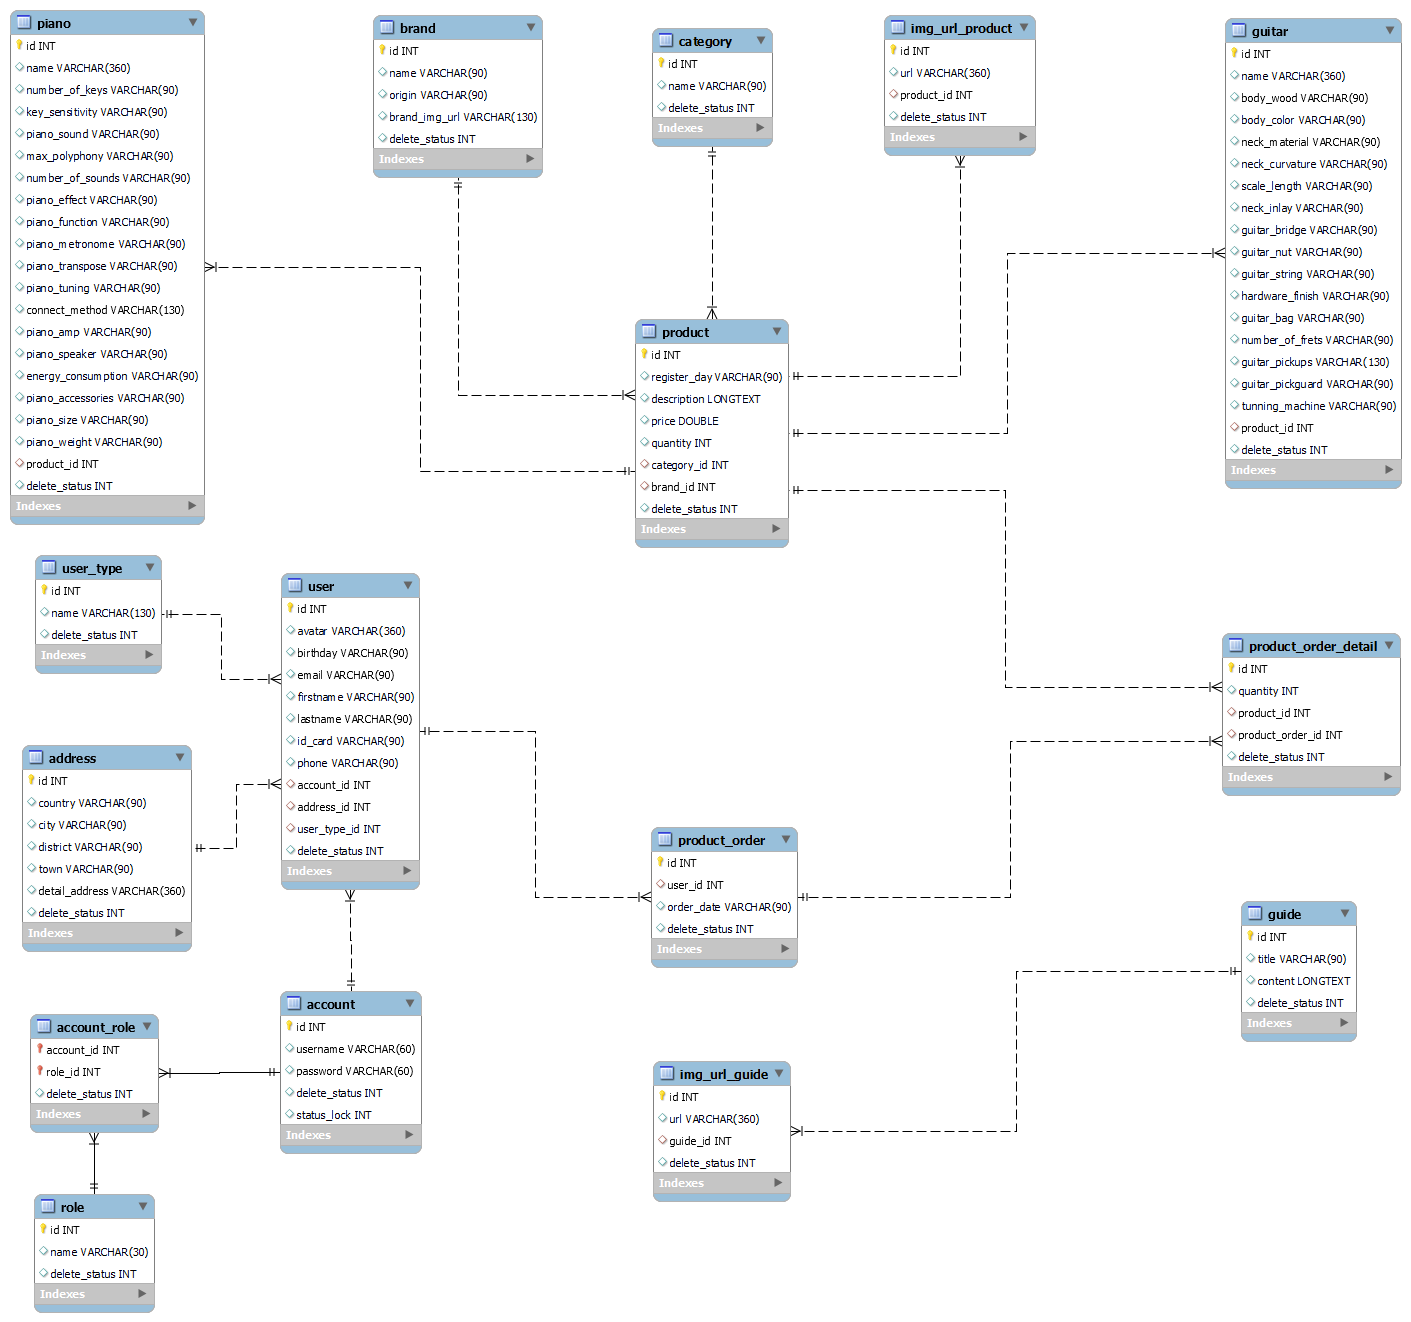 piano
id INT
name VARCHAR(360)
number_of_keys VARCHAR(90)
key_sensitivity VARCHAR(90)
piano_sound VARCHAR(90)
max_polyphony VARCHAR(90)
number_of_sounds VARCHAR(90)
piano_effect VARCHAR(90)
piano_function VARCHAR(90)
piano_metronome VARCHAR(90)
piano_transpose VARCHAR(90)
piano_tuning VARCHAR(90)
connect_method VARCHAR(130)
piano_amp VARCHAR(90)
piano_speaker VARCHAR(90)
energy_consumption VARCHAR(90)
piano_accessories VARCHAR(90)
piano_size VARCHAR(90)
piano_weight VARCHAR(90)
product_id INT
delete_status INT
Indexes
brand
id INT
name VARCHAR(90)
origin VARCHAR(90)
brand_img_url VARCHAR(130)
delete_status INT
Indexes
category
id INT
name VARCHAR(90)
delete_status INT
Indexes
img_url_product
id INT
url VARCHAR(360)
product_id INT
delete_status INT
Indexes
guitar
id INT
name VARCHAR(360)
body_wood VARCHAR(90)
body_color VARCHAR(90)
neck_material VARCHAR(90)
neck_curvature VARCHAR(90)
scale_length VARCHAR(90)
neck_inlay VARCHAR(90)
guitar_bridge VARCHAR(90)
guitar_nut VARCHAR(90)
guitar_string VARCHAR(90)
hardware_finish VARCHAR(90)
guitar_bag VARCHAR(90)
number_of_frets VARCHAR(90)
guitar_pickups VARCHAR(130)
guitar_pickguard VARCHAR(90)
tunning_machine VARCHAR(90)
product_id INT
delete_status INT
Indexes
product
id INT
register_day VARCHAR(90)
description LONGTEXT
price DOUBLE
quantity INT
category_id INT
brand_id INT
delete_status INT
Indexes
user_type
id INT
name VARCHAR(130)
delete_status INT
Indexes
user
id INT
avatar VARCHAR(360)
birthday VARCHAR(90)
email VARCHAR(90)
firstname VARCHAR(90)
lastname VARCHAR(90)
id_card VARCHAR(90)
phone VARCHAR(90)
account_id INT
address_id INT
user_type_id INT
delete_status INT
Indexes
product_order_detail
id INT
quantity INT
product_id INT
product_order_id INT
delete_status INT
Indexes
address
id INT
country VARCHAR(90)
city VARCHAR(90)
district VARCHAR(90)
town VARCHAR(90)
detail_address VARCHAR(360)
delete_status INT
Indexes
product_order
id INT
user_id INT
order_date VARCHAR(90)
delete_status INT
Indexes
guide
id INT
title VARCHAR(90)
content LONGTEXT
delete_status INT
Indexes
account_role
account_id INT
role_id INT
delete_status INT
Indexes
account
id INT
username VARCHAR(60)
password VARCHAR(60)
delete_status INT
status_lock INT
Indexes
img_url_guide
id INT
url VARCHAR(360)
guide_id INT
delete_status INT
Indexes
role
id INT
name VARCHAR(30)
delete_status INT
Indexes